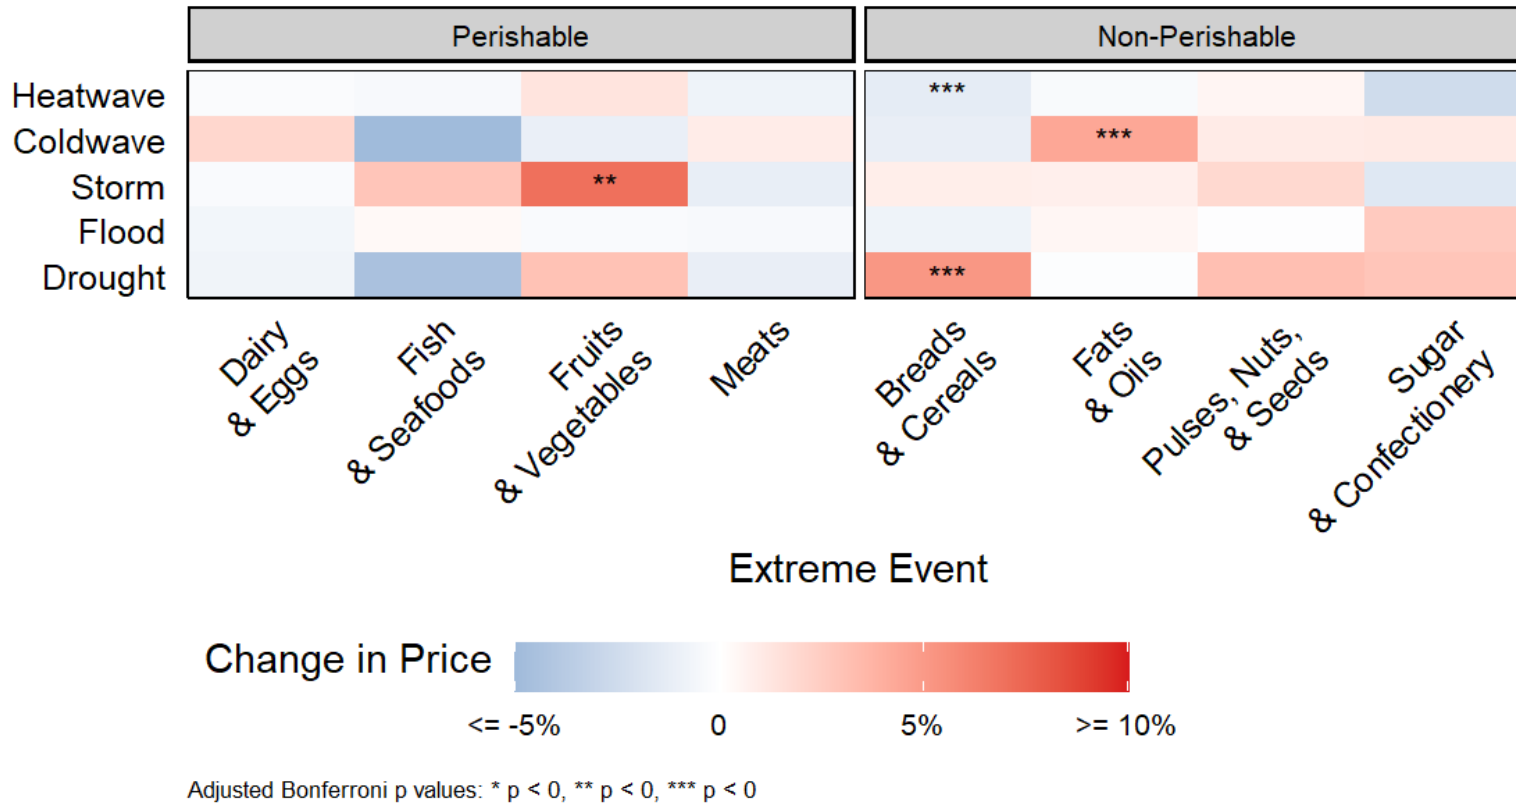 Perishable
Non-Perishable
Heatwave
***
Coldwave
***
Storm
**
Flood
Drought
***
Dairy
& Eggs
Fish
& Seafoods
Fruits
& Vegetables
Meats
Breads
& Cereals
Fats
& Oils
Pulses, Nuts,
& Seeds
Sugar
& Confectionery
Extreme Event
Change in Price
<= -5%
0
5%
>= 10%
Adjusted Bonferroni p values: * p < 0, ** p < 0, *** p < 0